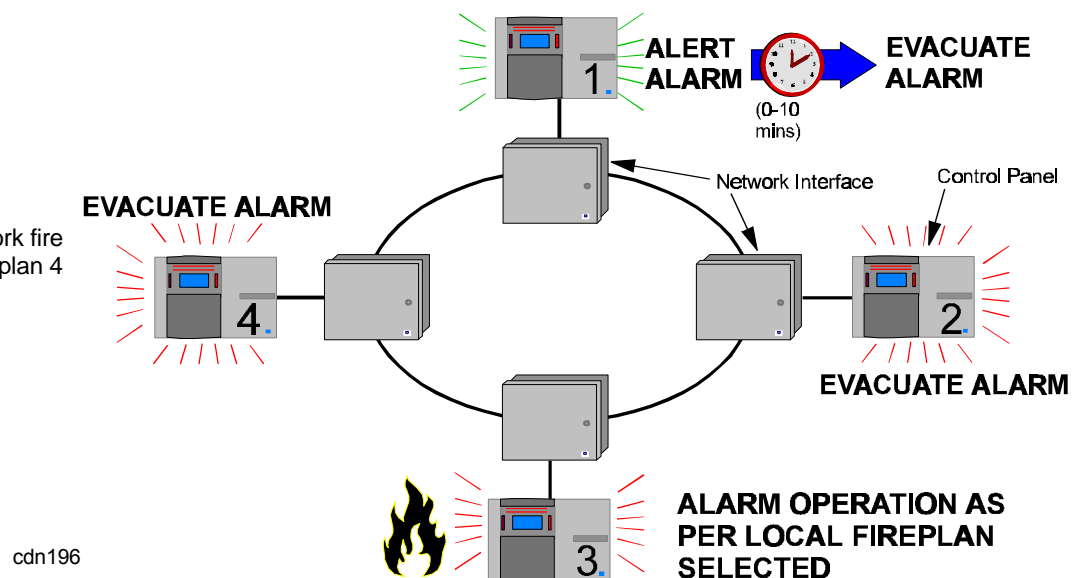 1
ALERT
ALARM
(0-10
mins)
EVACUATE
ALARM
Network Interface
Control Panel
EVACUATE ALARM
ork fire
plan 4
4
2
EVACUATE ALARM
3
ALARM OPERATION AS
PER LOCAL FIREPLAN
SELECTED
cdn196